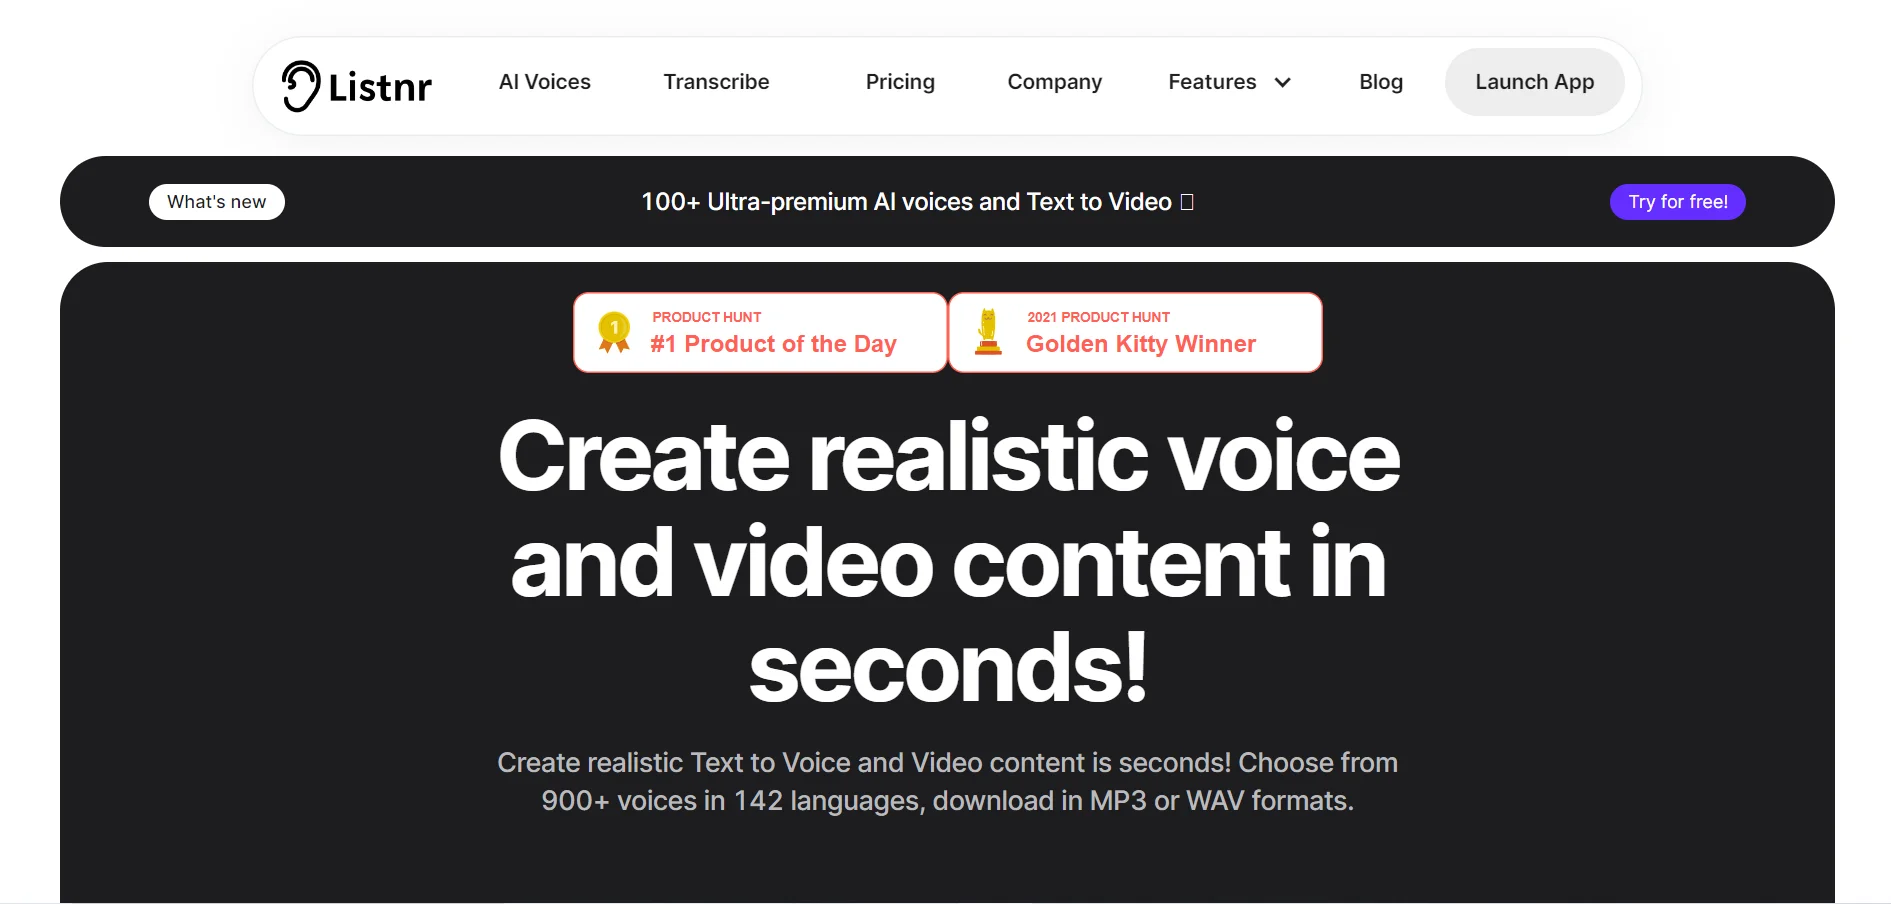 Listnr
AI Voices
Transcribe
Pricing
Company
Features
Blog
Launch App
What's new
100+ Ultra-premium AI voices and Text to Video
Try for free!
1
PRODUCT HUNT
#1 Product of the Day
2021 PRODUCT HUNT
Golden Kitty Winner
Create realistic voice
and video content in
seconds!
Create realistic Text to Voice and Video content is seconds! Choose from
900+ voices in 142 languages, download in MP3 or WAV formats.